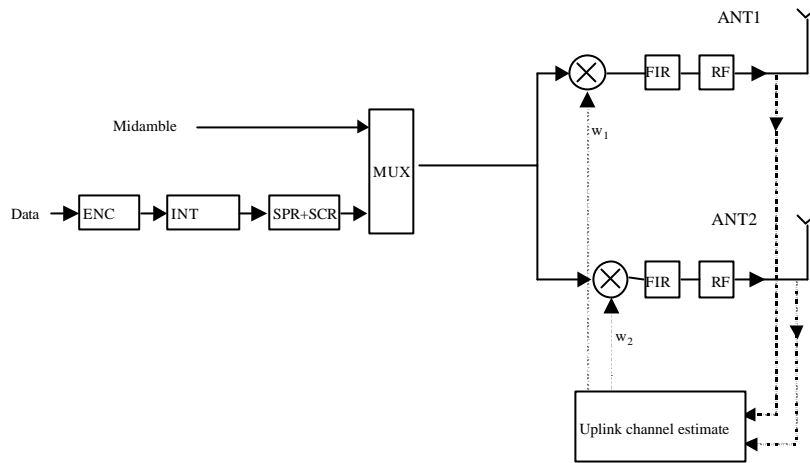 ANT1
FIR
RF
Midamble
w1
MUX
Data
ENC
INT
SPR+SCR
ANT2
FIR
RF
w2
Uplink channel estimate